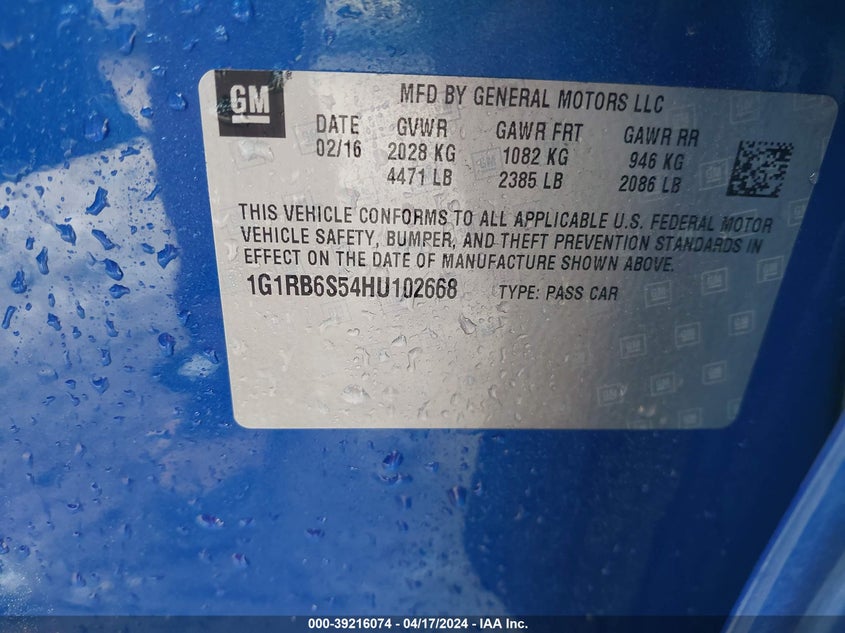 GM
MFD BY GENERAL MOTORS LLC
DATE GVWR GAWR FRT GAWR RR
02/16 2028 KG 1082 KG 946 KG
4471 LB 2385 LB 2086 LB
THIS VEHICLE CONFORMS TO ALL APPLICABLE U.S. FEDERAL MOTOR
VEHICLE SAFETY, BUMPER, AND THEFT PREVENTION STANDARDS IN
EFFECT ON THE DATE OF MANUFACTURE SHOWN ABOVE.
1G1RB6S54HU102668 TYPE: PASS CAR
000-39216074 - 04/17/2024 - IAA Inc.